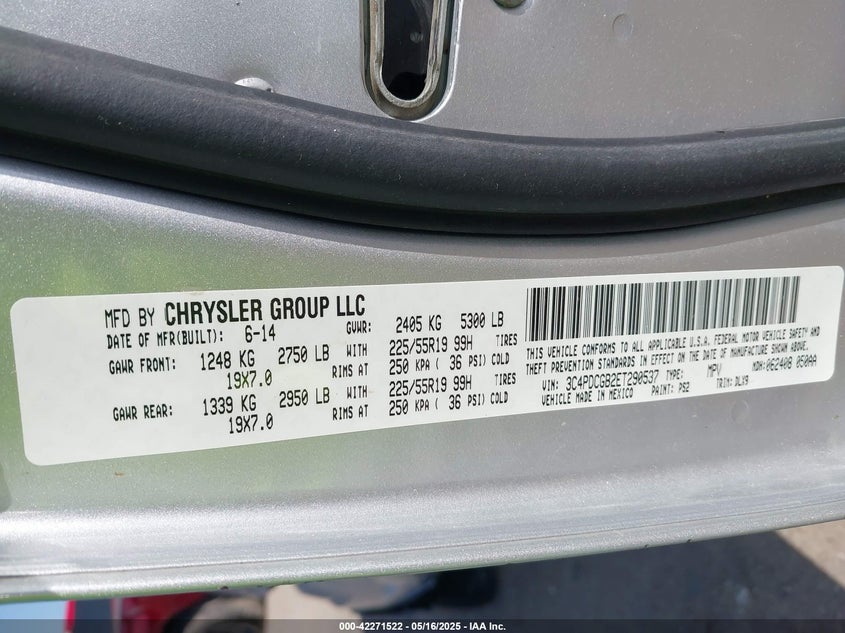 MFD BY CHRYSLER GROUP LLC
DATE OF MFR(BUILT): 6-14 GVWR: 2405 KG 5300 LB
GAWR FRONT: 1248 KG 2750 LB WITH 225/55R19 99H TIRES
19X7.0 RIMS AT 250 KPA ( 36 PSI) COLD
GAWR REAR: 1339 KG 2950 LB WITH 225/55R19 99H TIRES
19X7.0 RIMS AT 250 KPA ( 36 PSI) COLD
THIS VEHICLE CONFORMS TO ALL APPLICABLE U.S.A. FEDERAL MOTOR VEHICLE SAFETY AND
THEFT PREVENTION STANDARDS IN EFFECT ON THE DATE OF MANUFACTURE SHOWN ABOVE.
VIN: 3C4PDCGB2ET290537 TYPE: MPV MDH:062408 050AA
VEHICLE MADE IN MEXICO PAINT: PS2 TRIM: DLX9
000-42271522 - 05/16/2025 - IAA Inc.